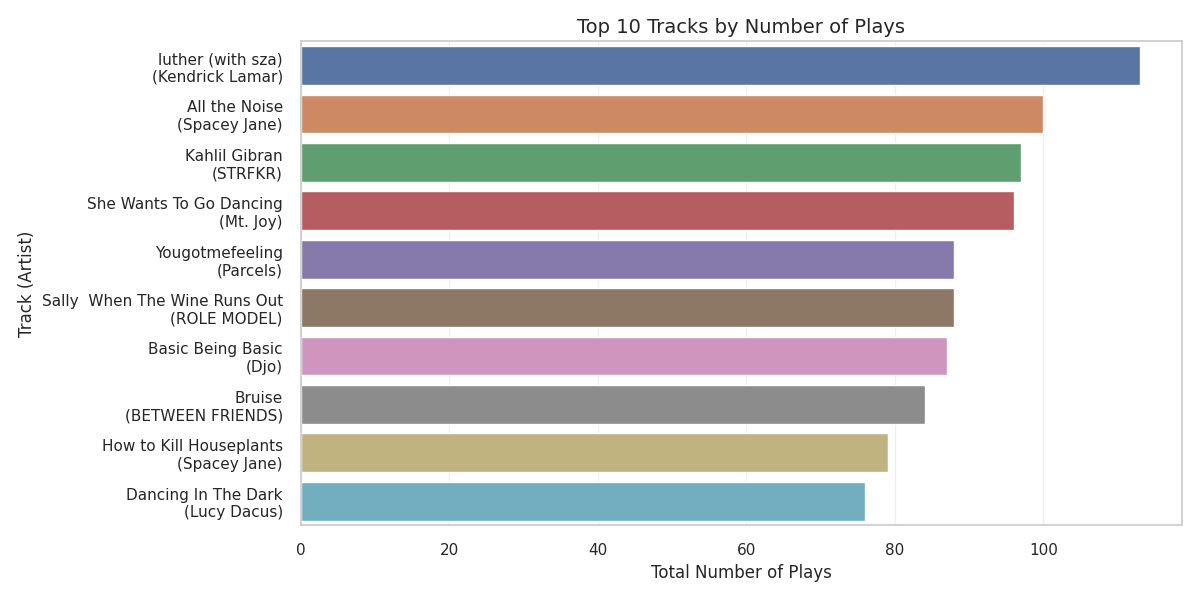 Top 10 Tracks by Number of Plays
luther (with sza)
(Kendrick Lamar)
All the Noise
(Spacey Jane)
Kahlil Gibran
(STRFKR)
She Wants To Go Dancing
(Mt. Joy)
Yougotmefeeling
(Parcels)
Sally  When The Wine Runs Out
(ROLE MODEL)
Basic Being Basic
(Djo)
Bruise
(BETWEEN FRIENDS)
How to Kill Houseplants
(Spacey Jane)
Dancing In The Dark
(Lucy Dacus)
Track (Artist)
0 20 40 60 80 100
Total Number of Plays